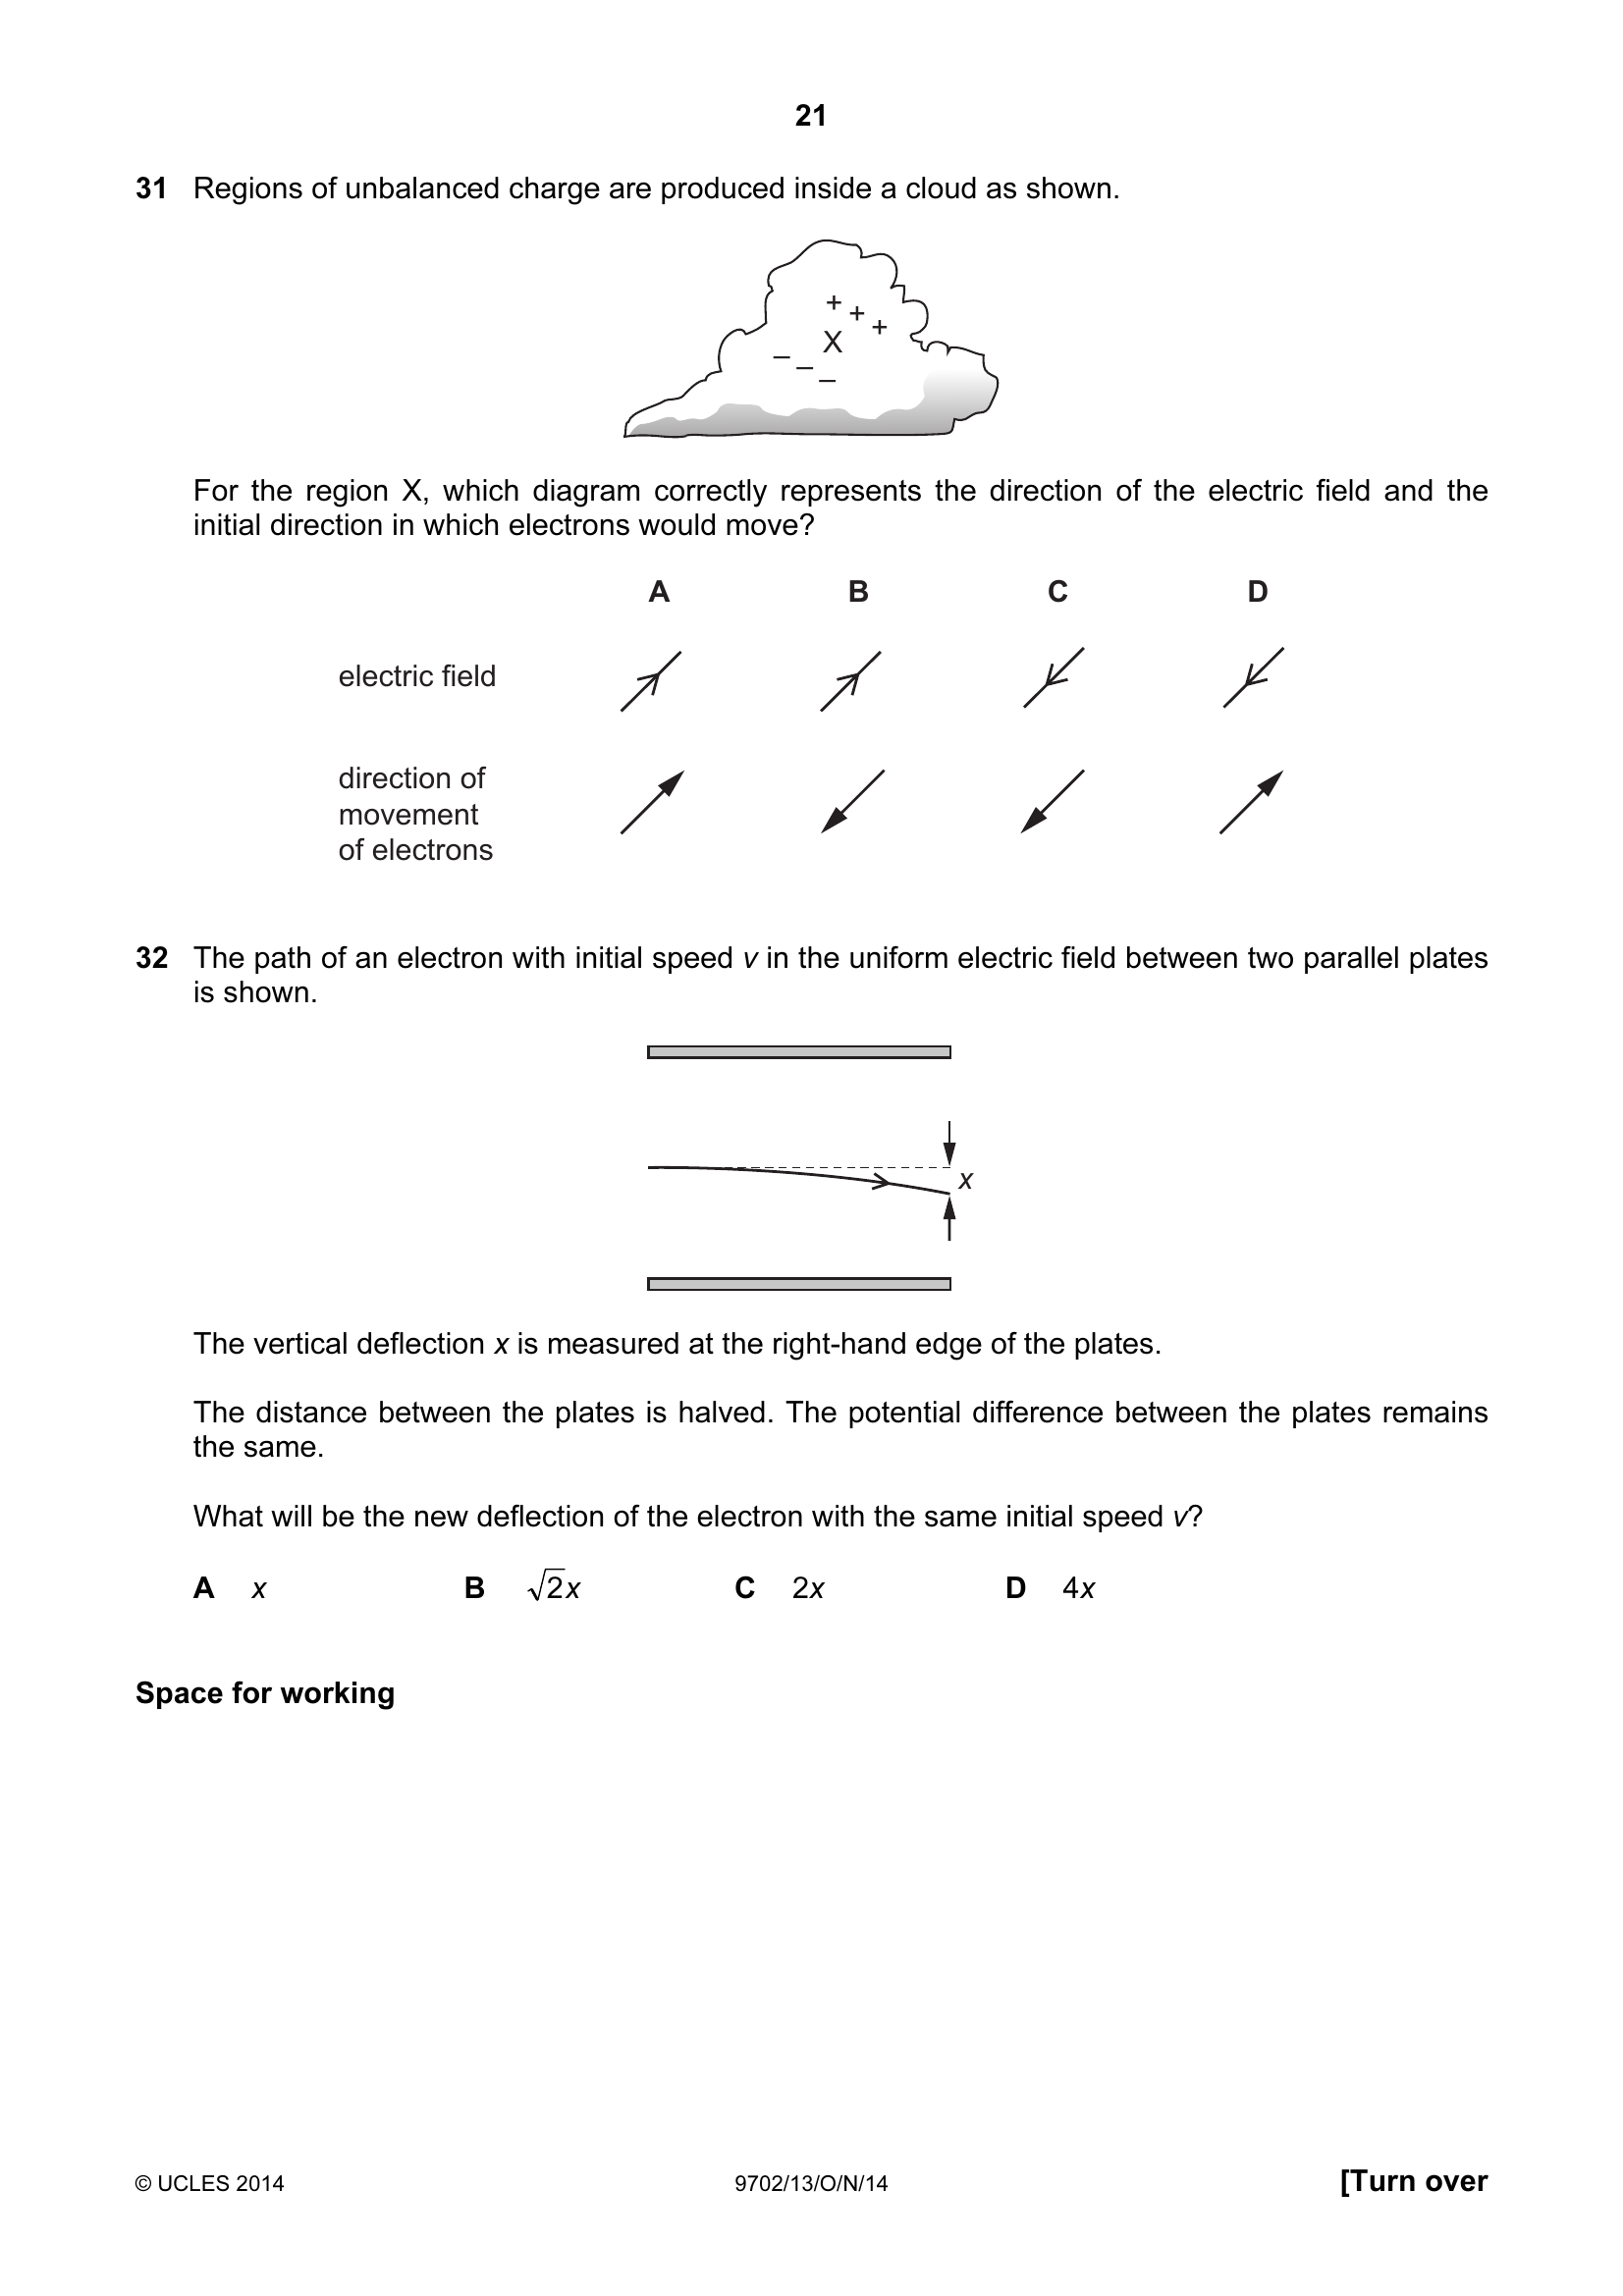 21
31 Regions of unbalanced charge are produced inside a cloud as shown.
+
+
+
X
–
–
–
For the region X, which diagram correctly represents the direction of the electric field and the
initial direction in which electrons would move?
A B C D
electric field
direction of
movement
of electrons
32 The path of an electron with initial speed v in the uniform electric field between two parallel plates
is shown.
x
The vertical deflection x is measured at the right-hand edge of the plates.
The distance between the plates is halved. The potential difference between the plates remains
the same.
What will be the new deflection of the electron with the same initial speed v?
A x B √2x C 2x D 4x
Space for working
© UCLES 2014 9702/13/O/N/14 [Turn over